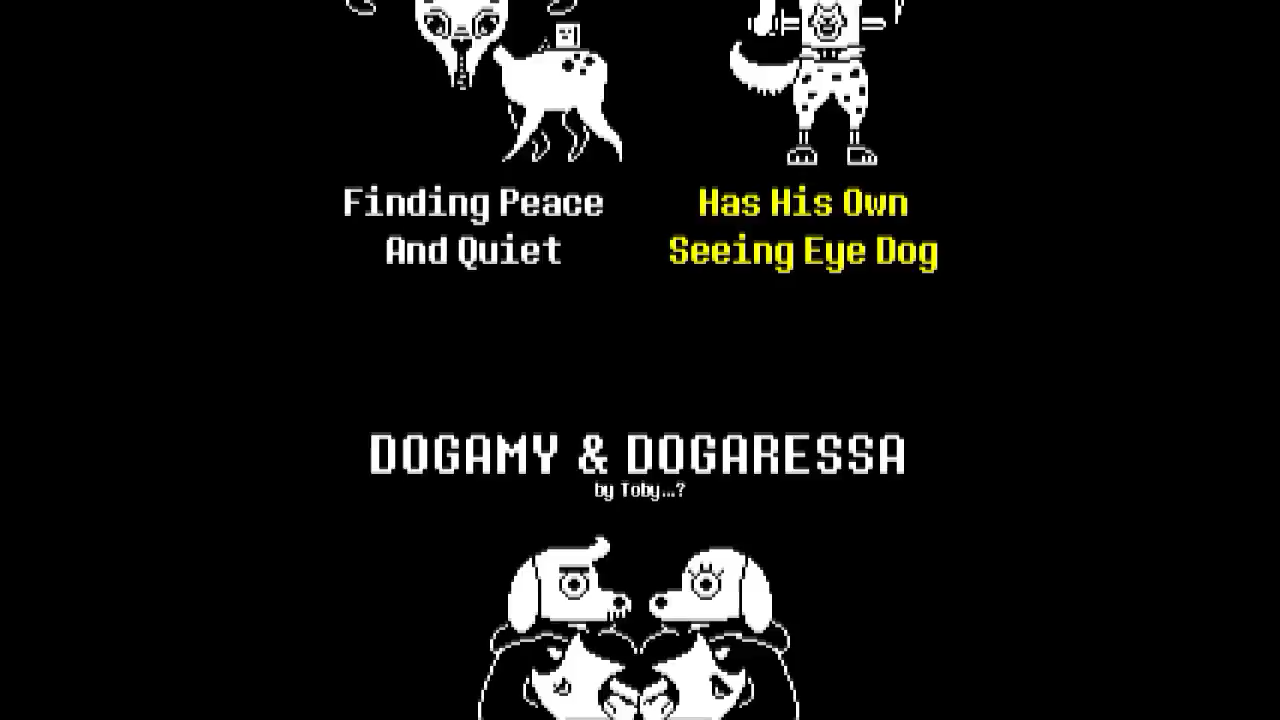 Finding Peace
And Quiet
Has His Own
Seeing Eye Dog
DOGAMY & DOGARESSA
by Toby...?